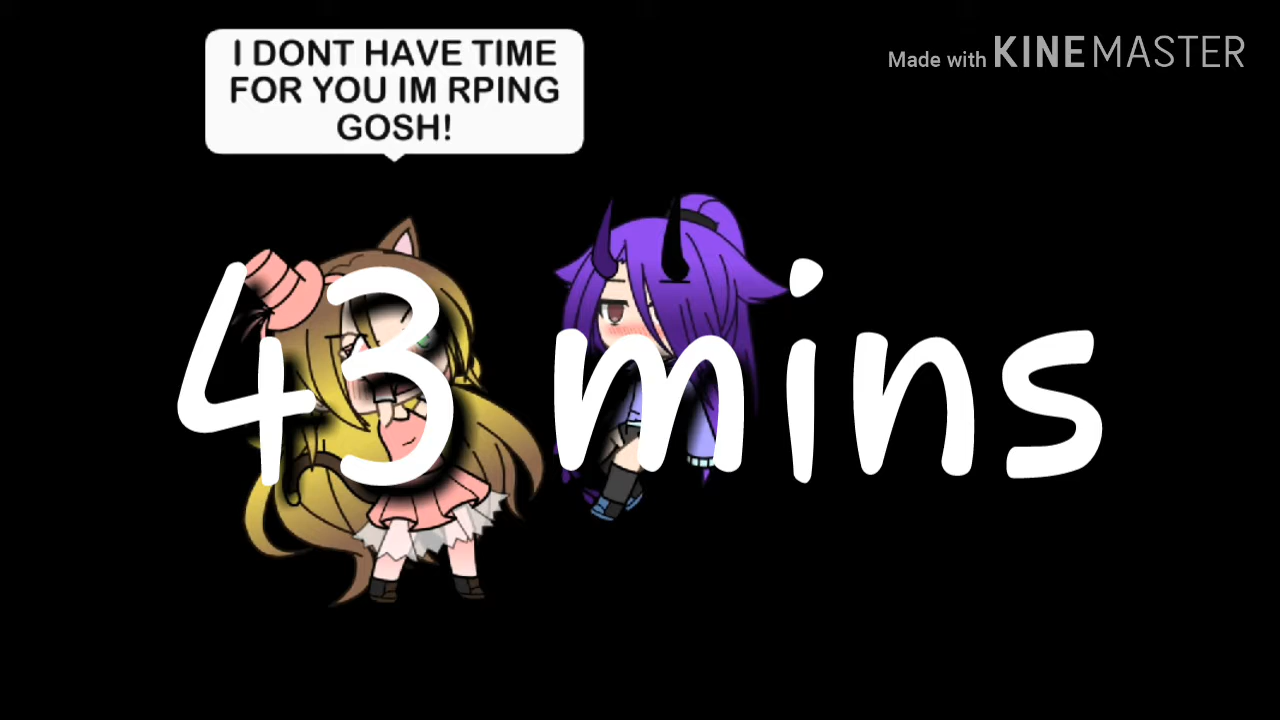 I DONT HAVE TIME
FOR YOU IM RPING
GOSH!
Made with KINEMASTER
43 mins